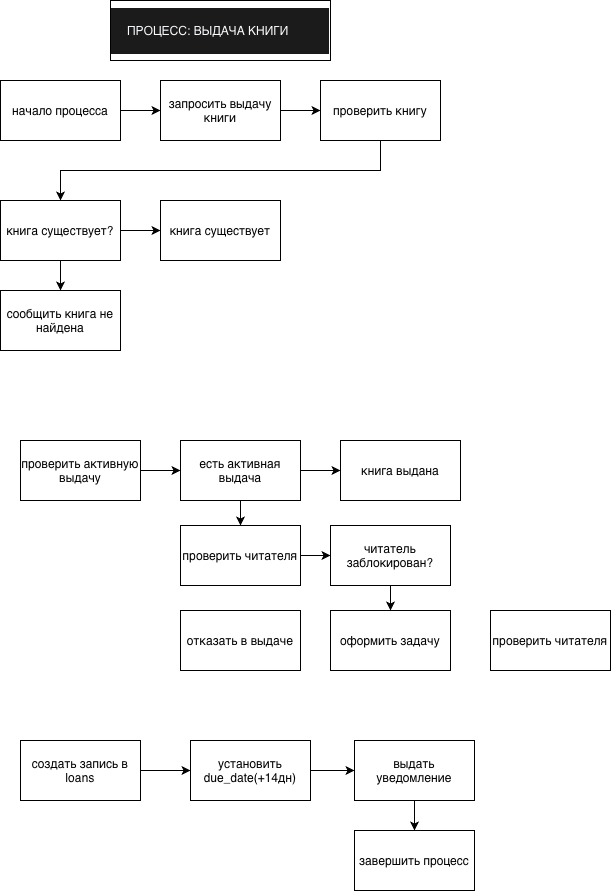 ПРОЦЕСС: ВЫДАЧА КНИГИ
начало процесса
запросить выдачу
книги
проверить книгу
книга существует?
книга существует
сообщить книга не
найдена
проверить активную
выдачу
есть активная
выдача
книга выдана
проверить читателя
читатель
заблокирован?
отказать в выдаче
оформить задачу
проверить читателя
создать запись в
loans
установить
due_date(+14дн)
выдать
уведомление
завершить процесс